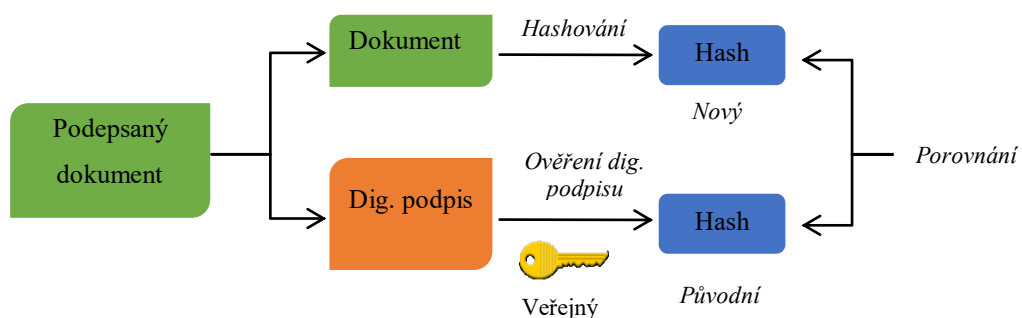 Dokument
Hashování
Hash
Nový
Podepsaný
dokument
Porovnání
Dig. podpis
Ověření dig.
podpisu
Hash
Veřejný
Původní